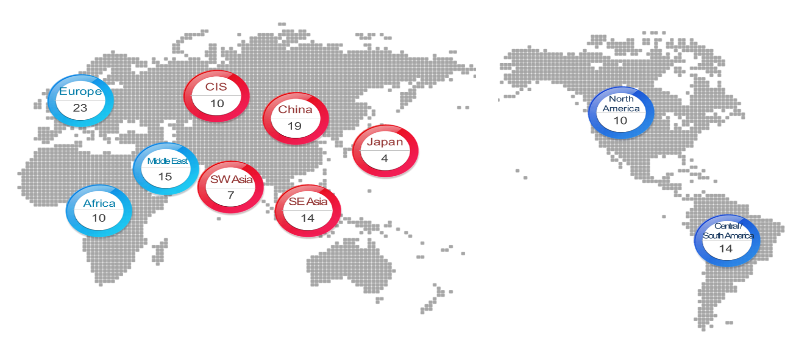 Europe
23
CIS
10
China
19
Japan
4
Middle East
15
SW Asia
7
SE Asia
14
Africa
10
North
America
10
Central /
South America
14